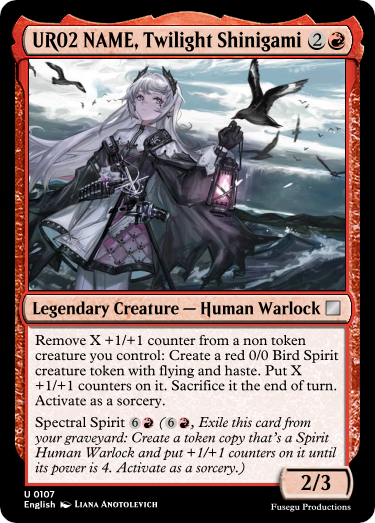 UR02 NAME, Twilight Shinigami 2
Legendary Creature — Human Warlock
Remove X +1/+1 counter from a non token
creature you control: Create a red 0/0 Bird Spirit
creature token with flying and haste. Put X
+1/+1 counters on it. Sacrifice it the end of turn.
Activate as a sorcery.
Spectral Spirit 6 (6, Exile this card from
your graveyard: Create a token copy that's a Spirit
Human Warlock and put +1/+1 counters on it until
its power is 4. Activate as a sorcery.)
2/3
U 0107
English Liana Anotolevich
Fusegu Productions